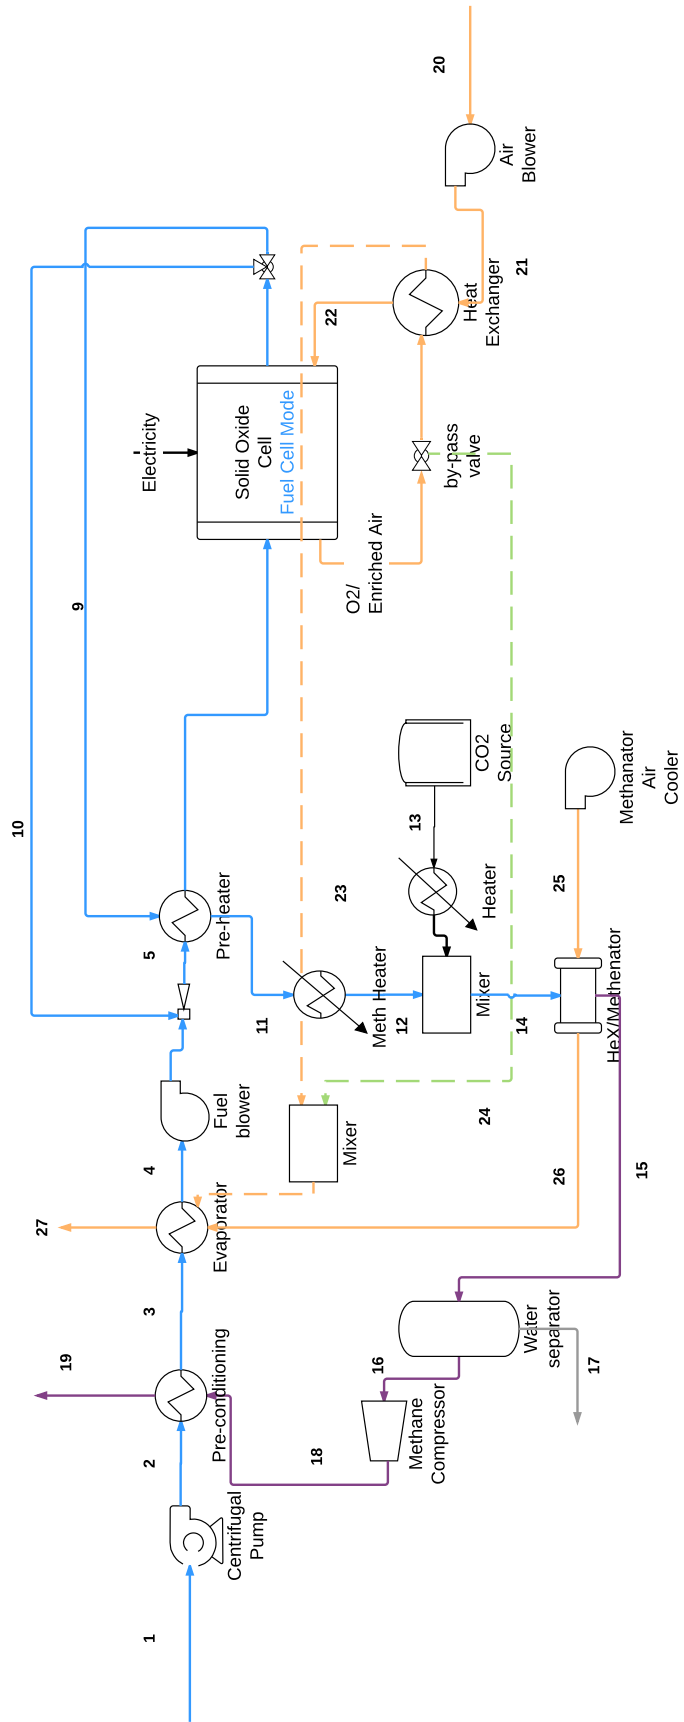 1
Centrifugal
Pump
2
19
Pre-conditioning
18
Methane
Compressor
16
Water
separator
17
3
27
Evaporator
26
15
4
Fuel
blower
Mixer
24
5
Pre-heater
11
Meth Heater
12
Mixer
14
HeX/Methenator
10
23
Heater
13
CO2
Source
25
Methanator
Air
Cooler
9
Electricity
Solid Oxide
Cell
Fuel Cell Mode
O2/
Enriched Air
by-pass
valve
22
Heat
Exchanger
21
Air
Blower
20